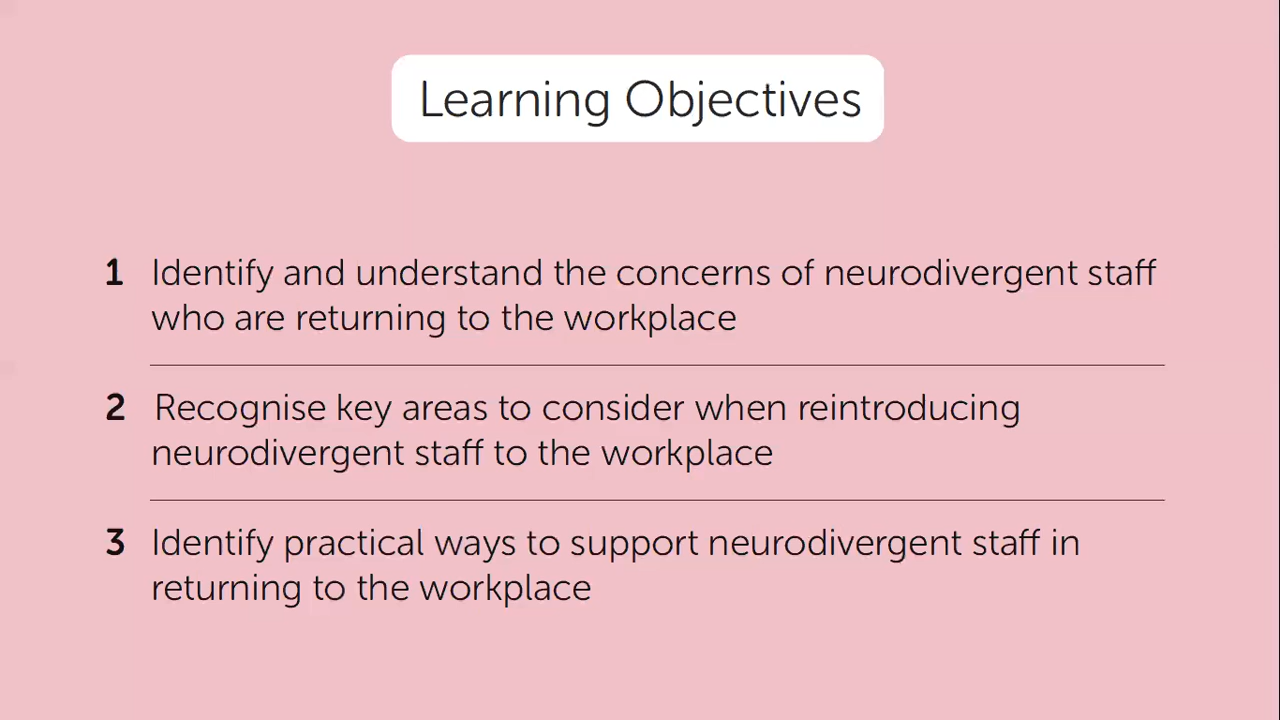 Learning Objectives
1 Identify and understand the concerns of neurodivergent staff
who are returning to the workplace
2 Recognise key areas to consider when reintroducing
neurodivergent staff to the workplace
3 Identify practical ways to support neurodivergent staff in
returning to the workplace